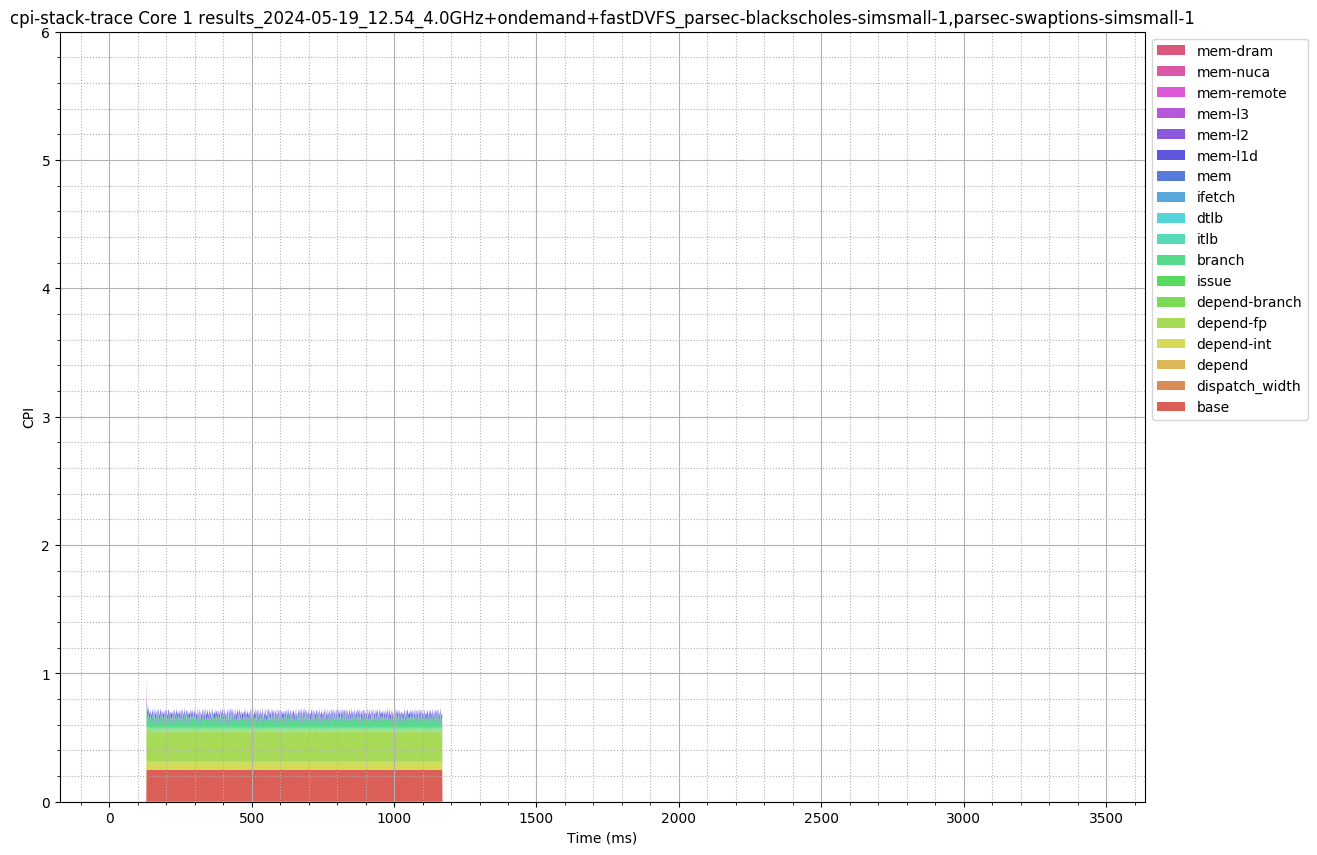 cpi-stack-trace Core 1 results_2024-05-19_12.54_4.0GHz+ondemand+fastDVFS_parsec-blackscholes-simsmall-1,parsec-swaptions-simsmall-1
6
5
4
3
2
1
0
CPI
0 500 1000 1500 2000 2500 3000 3500
Time (ms)
mem-dram
mem-nuca
mem-remote
mem-l3
mem-l2
mem-l1d
mem
ifetch
dtlb
itlb
branch
issue
depend-branch
depend-fp
depend-int
depend
dispatch_width
base